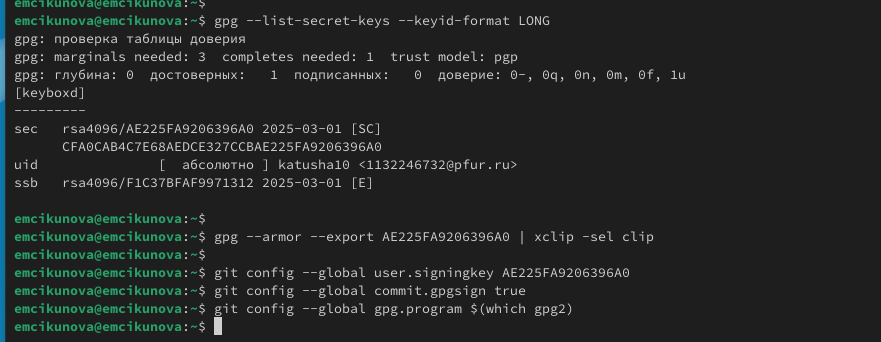 emcikunova@emcikunova:~$
emcikunova@emcikunova:~$ gpg --list-secret-keys --keyid-format LONG
gpg: проверка таблицы доверия
gpg: marginals needed: 3  completes needed: 1  trust model: pgp
gpg: глубина: 0  достоверных:   1  подписанных:   0  доверие: 0-, 0q, 0n, 0m, 0f, 1u
[keyboxd]
---------
sec   rsa4096/AE225FA9206396A0 2025-03-01 [SC]
      CFA0CAB4C7E68AEDCE327CCBAE225FA9206396A0
uid               [  абсолютно ] katusha10 <1132246732@pfur.ru>
ssb   rsa4096/F1C37BFAF9971312 2025-03-01 [E]
emcikunova@emcikunova:~$
emcikunova@emcikunova:~$ gpg --armor --export AE225FA9206396A0 | xclip -sel clip
emcikunova@emcikunova:~$
emcikunova@emcikunova:~$ git config --global user.signingkey AE225FA9206396A0
emcikunova@emcikunova:~$ git config --global commit.gpgsign true
emcikunova@emcikunova:~$ git config --global gpg.program $(which gpg2)
emcikunova@emcikunova:~$